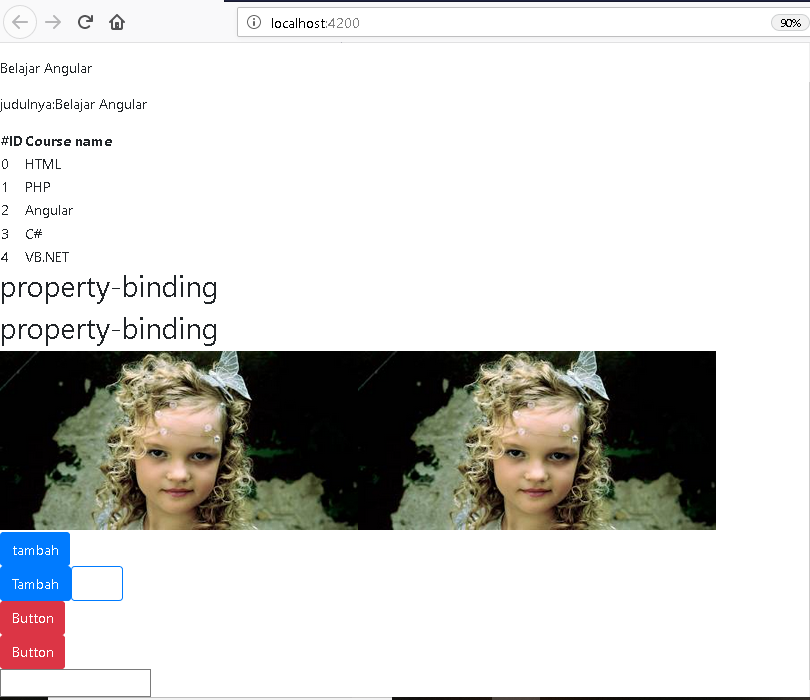 localhost:4200 90%
Belajar Angular
judulnya:Belajar Angular
#ID Course name
0 HTML
1 PHP
2 Angular
3 C#
4 VB.NET
property-binding
property-binding
tambah
Tambah
Button
Button